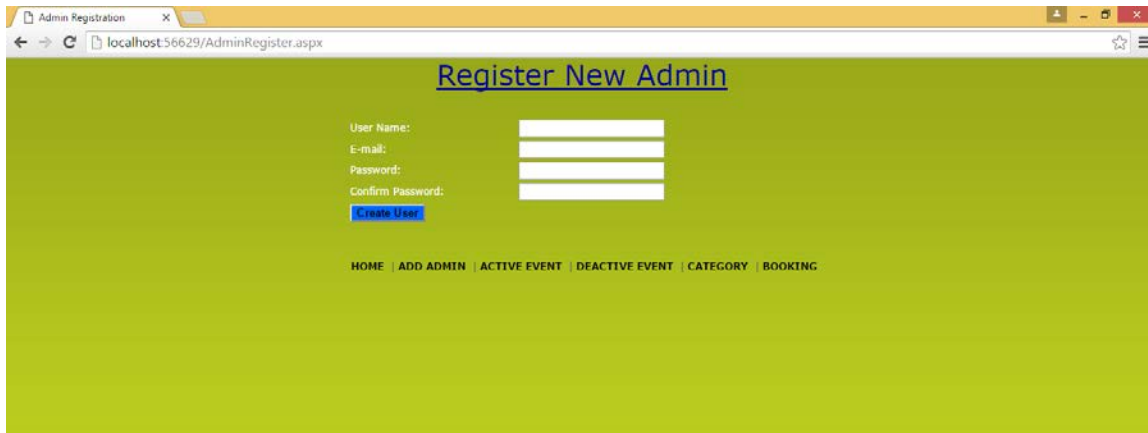 Admin Registration
localhost:56629/AdminRegister.aspx
Register New Admin
User Name:
E-mail:
Password:
Confirm Password:
Create User
HOME | ADD ADMIN | ACTIVE EVENT | DEACTIVE EVENT | CATEGORY | BOOKING